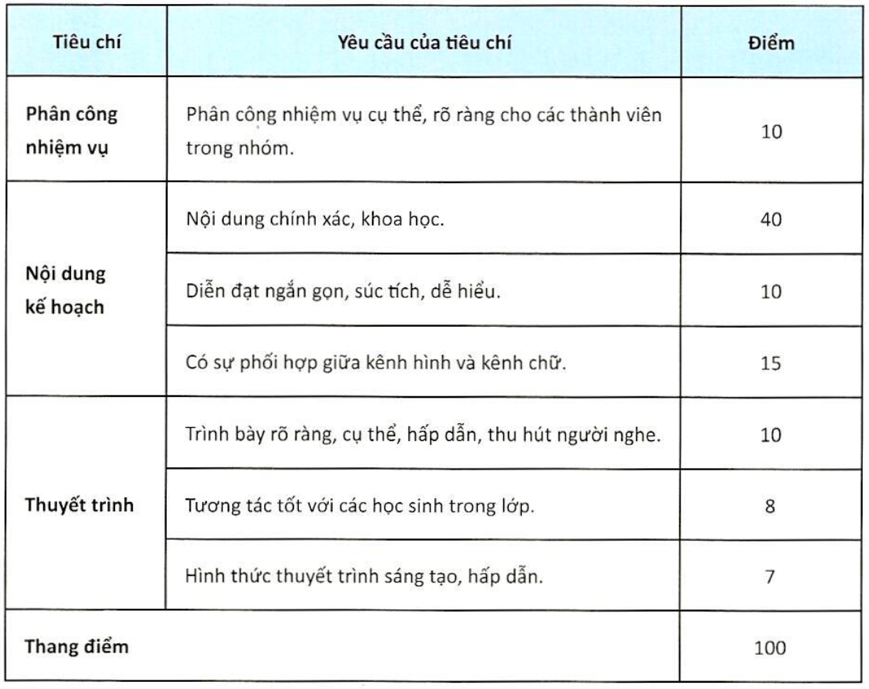 Tiêu chí Yêu cầu của tiêu chí Điểm
Phân công
nhiệm vụ
Phân công nhiệm vụ cụ thể, rõ ràng cho các thành viên
trong nhóm.
10
Nội dung
kế hoạch
Nội dung chính xác, khoa học.
40
Diễn đạt ngắn gọn, súc tích, dễ hiểu.
10
Có sự phối hợp giữa kênh hình và kênh chữ.
15
Thuyết trình
Trình bày rõ ràng, cụ thể, hấp dẫn, thu hút người nghe.
10
Tương tác tốt với các học sinh trong lớp.
8
Hình thức thuyết trình sáng tạo, hấp dẫn.
7
Thang điểm
100